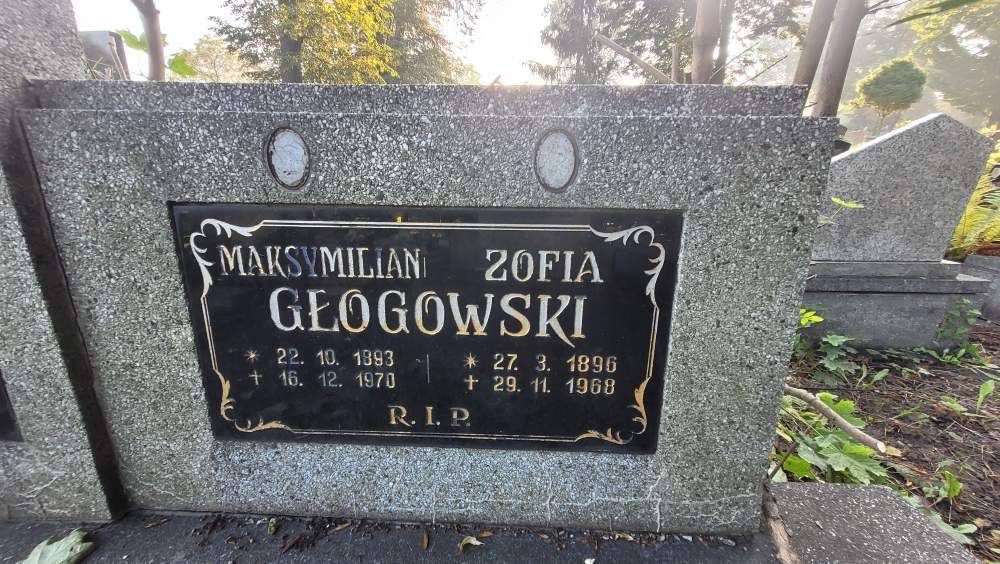 MAKSYMILIAN ZOFIA
GŁOGOWSKI
* 22. 10. 1893 * 27. 3. 1896
+ 16. 12. 1970 + 29. 11. 1968
R. I. P.